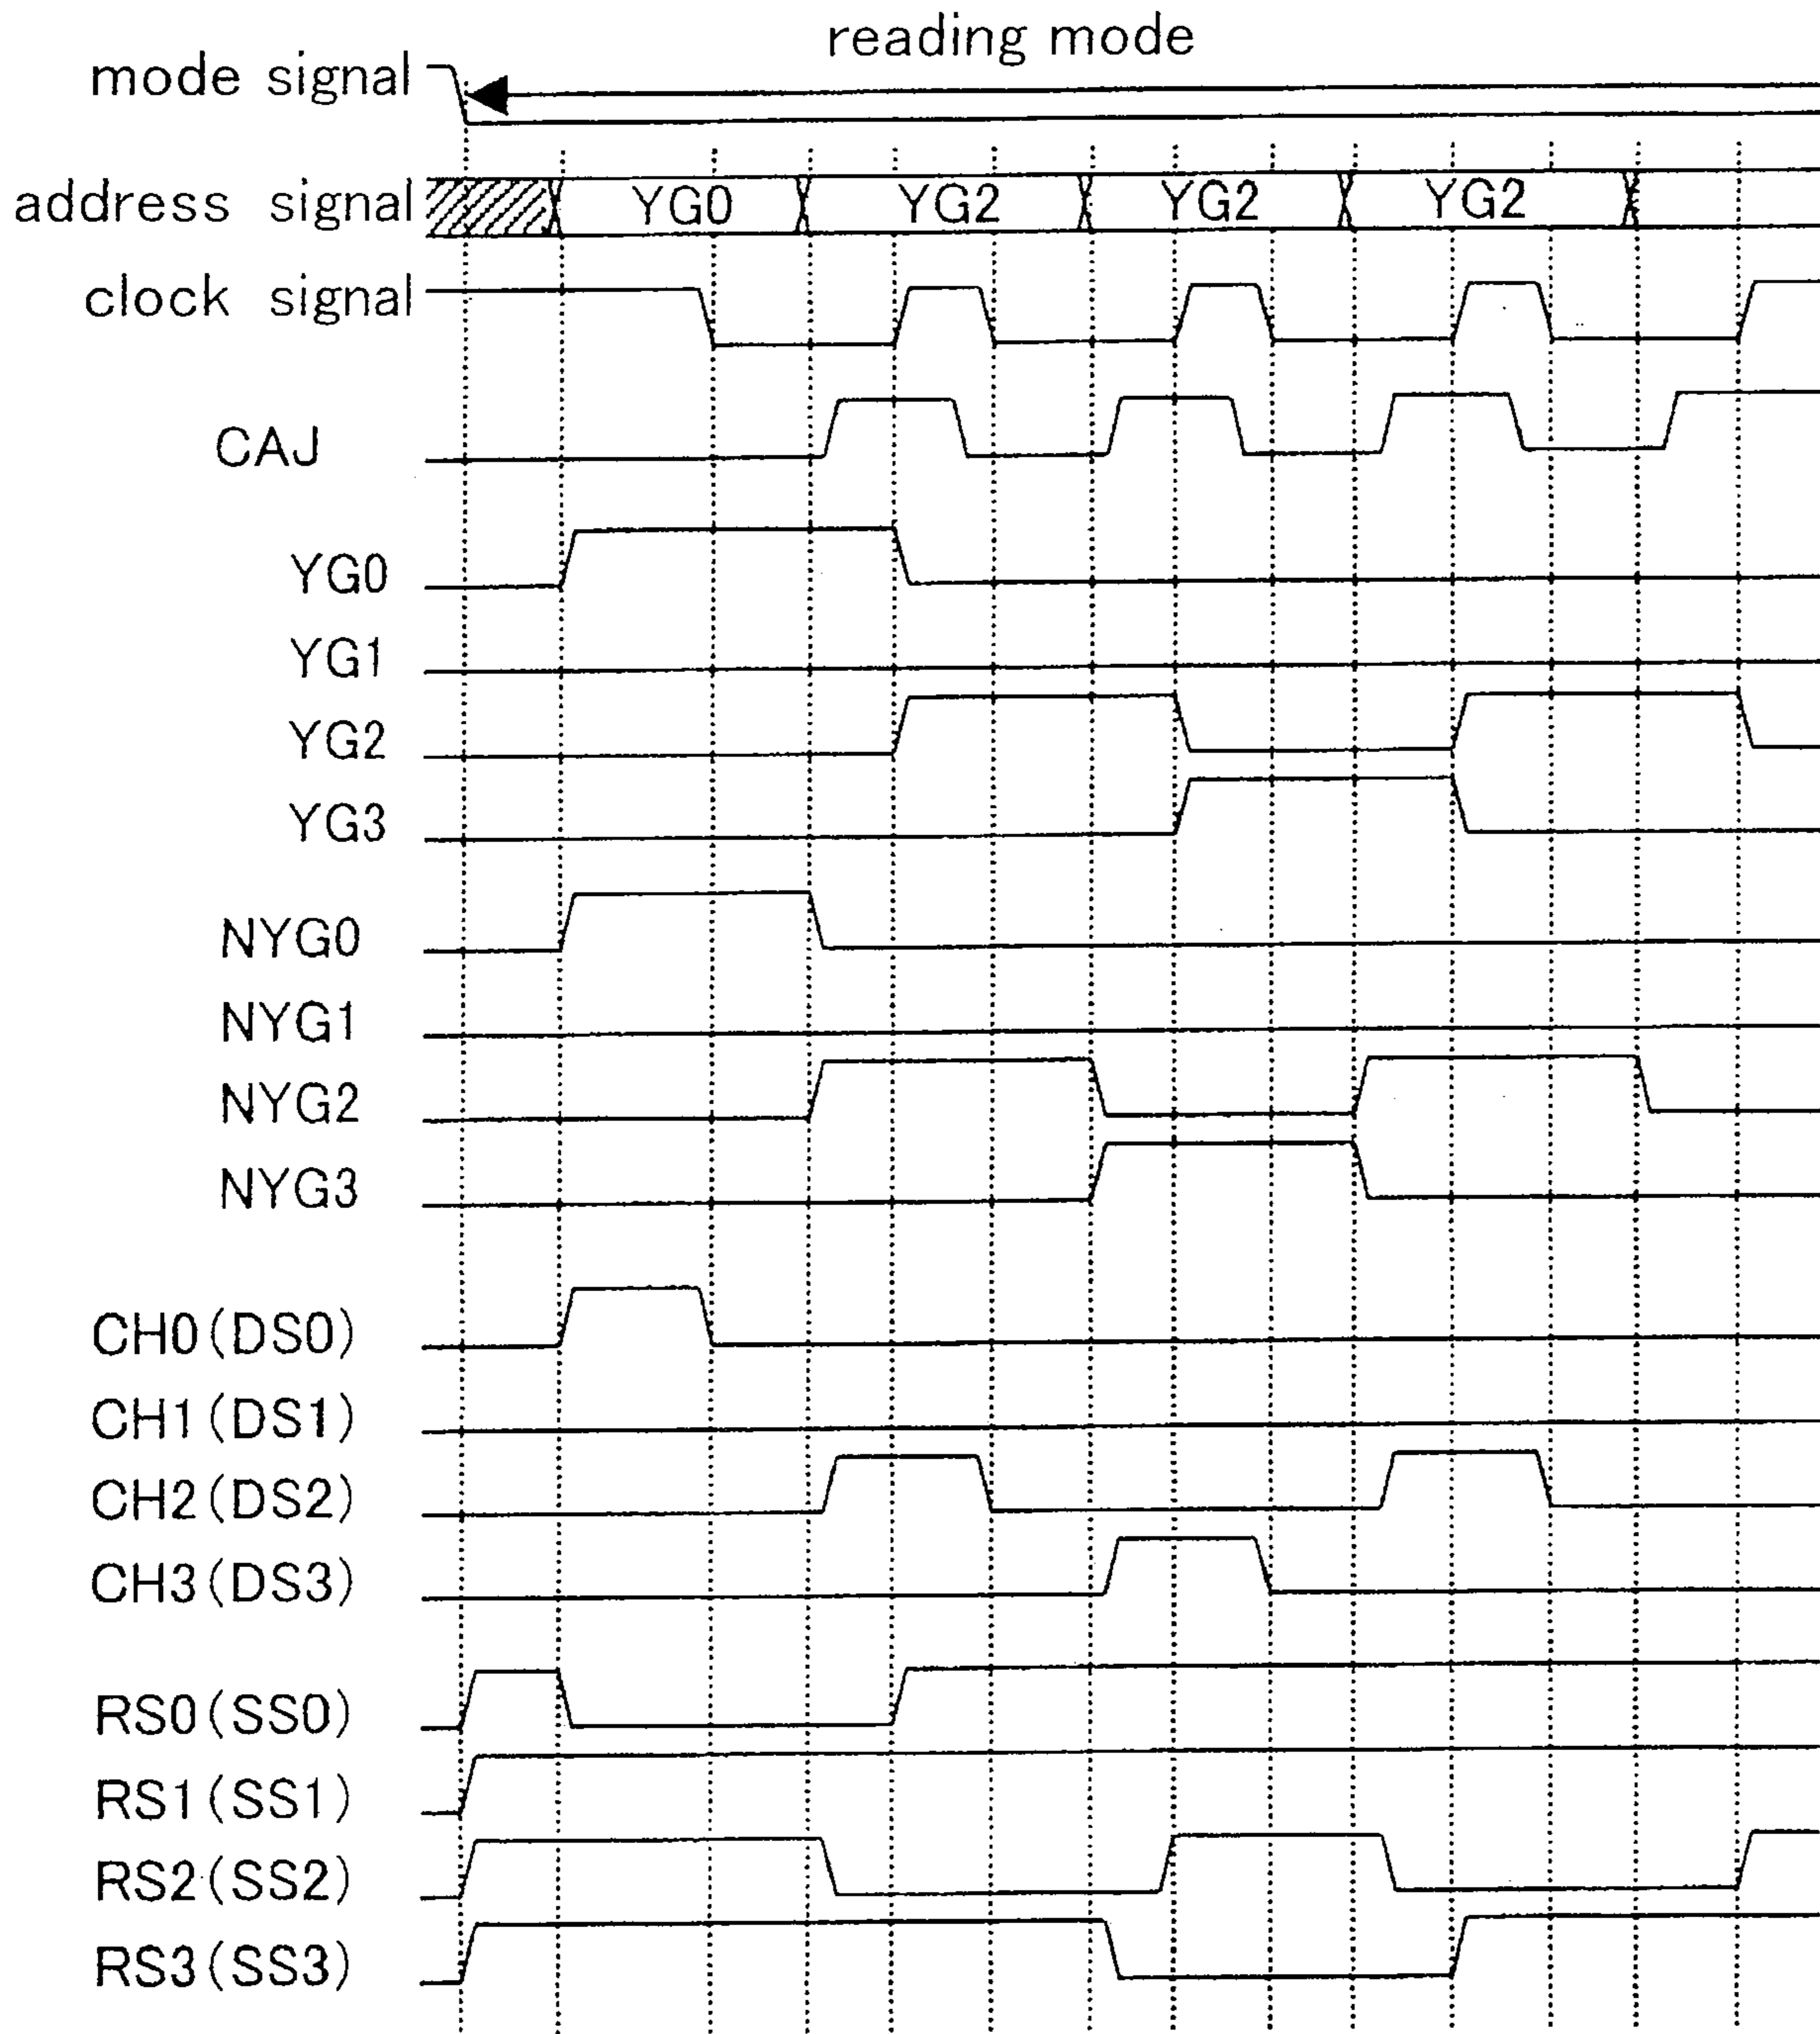 reading mode
mode signal
address signal YG0 YG2 YG2 YG2
clock signal
CAJ
YG0
YG1
YG2
YG3
NYG0
NYG1
NYG2
NYG3
CH0(DS0)
CH1(DS1)
CH2(DS2)
CH3(DS3)
RS0(SS0)
RS1(SS1)
RS2(SS2)
RS3(SS3)